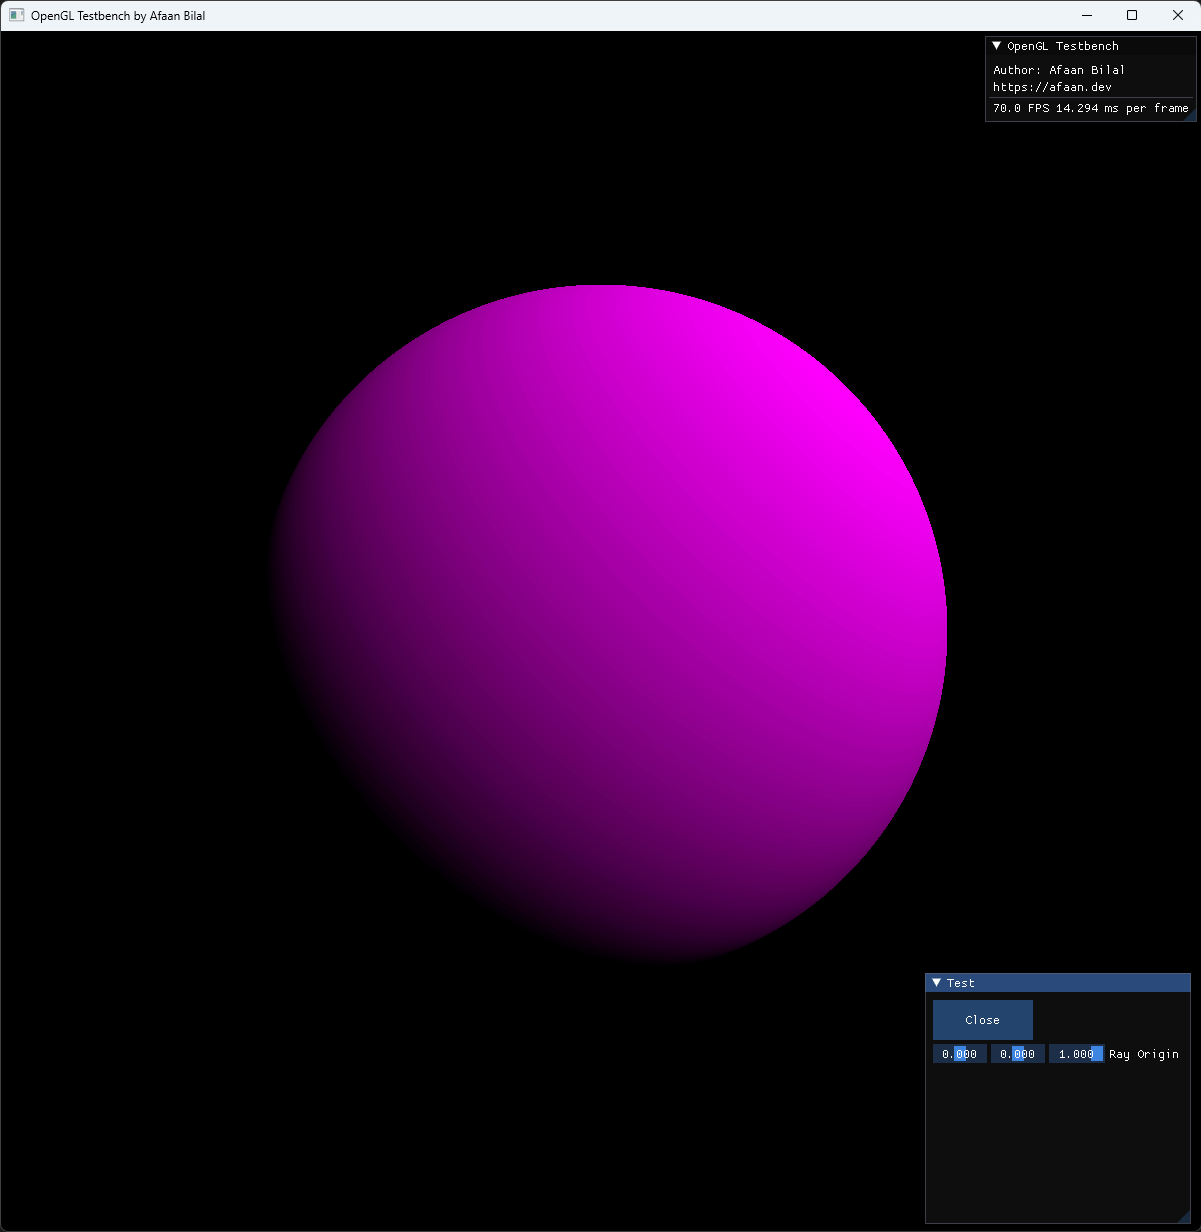 OpenGL Testbench by Afaan Bilal
OpenGL Testbench
Author: Afaan Bilal
https://afaan.dev
70.0 FPS 14.294 ms per frame
Test
Close
0.000 0.000 1.000 Ray Origin